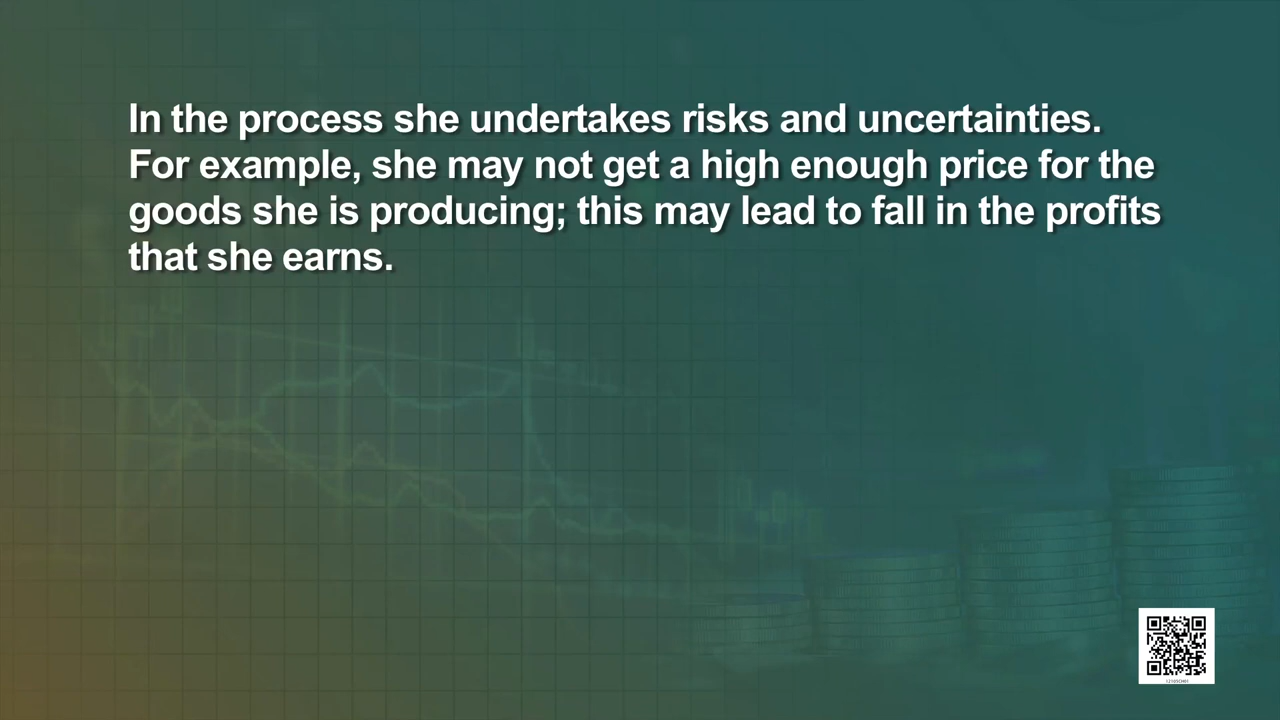 In the process she undertakes risks and uncertainties.
For example, she may not get a high enough price for the
goods she is producing; this may lead to fall in the profits
that she earns.